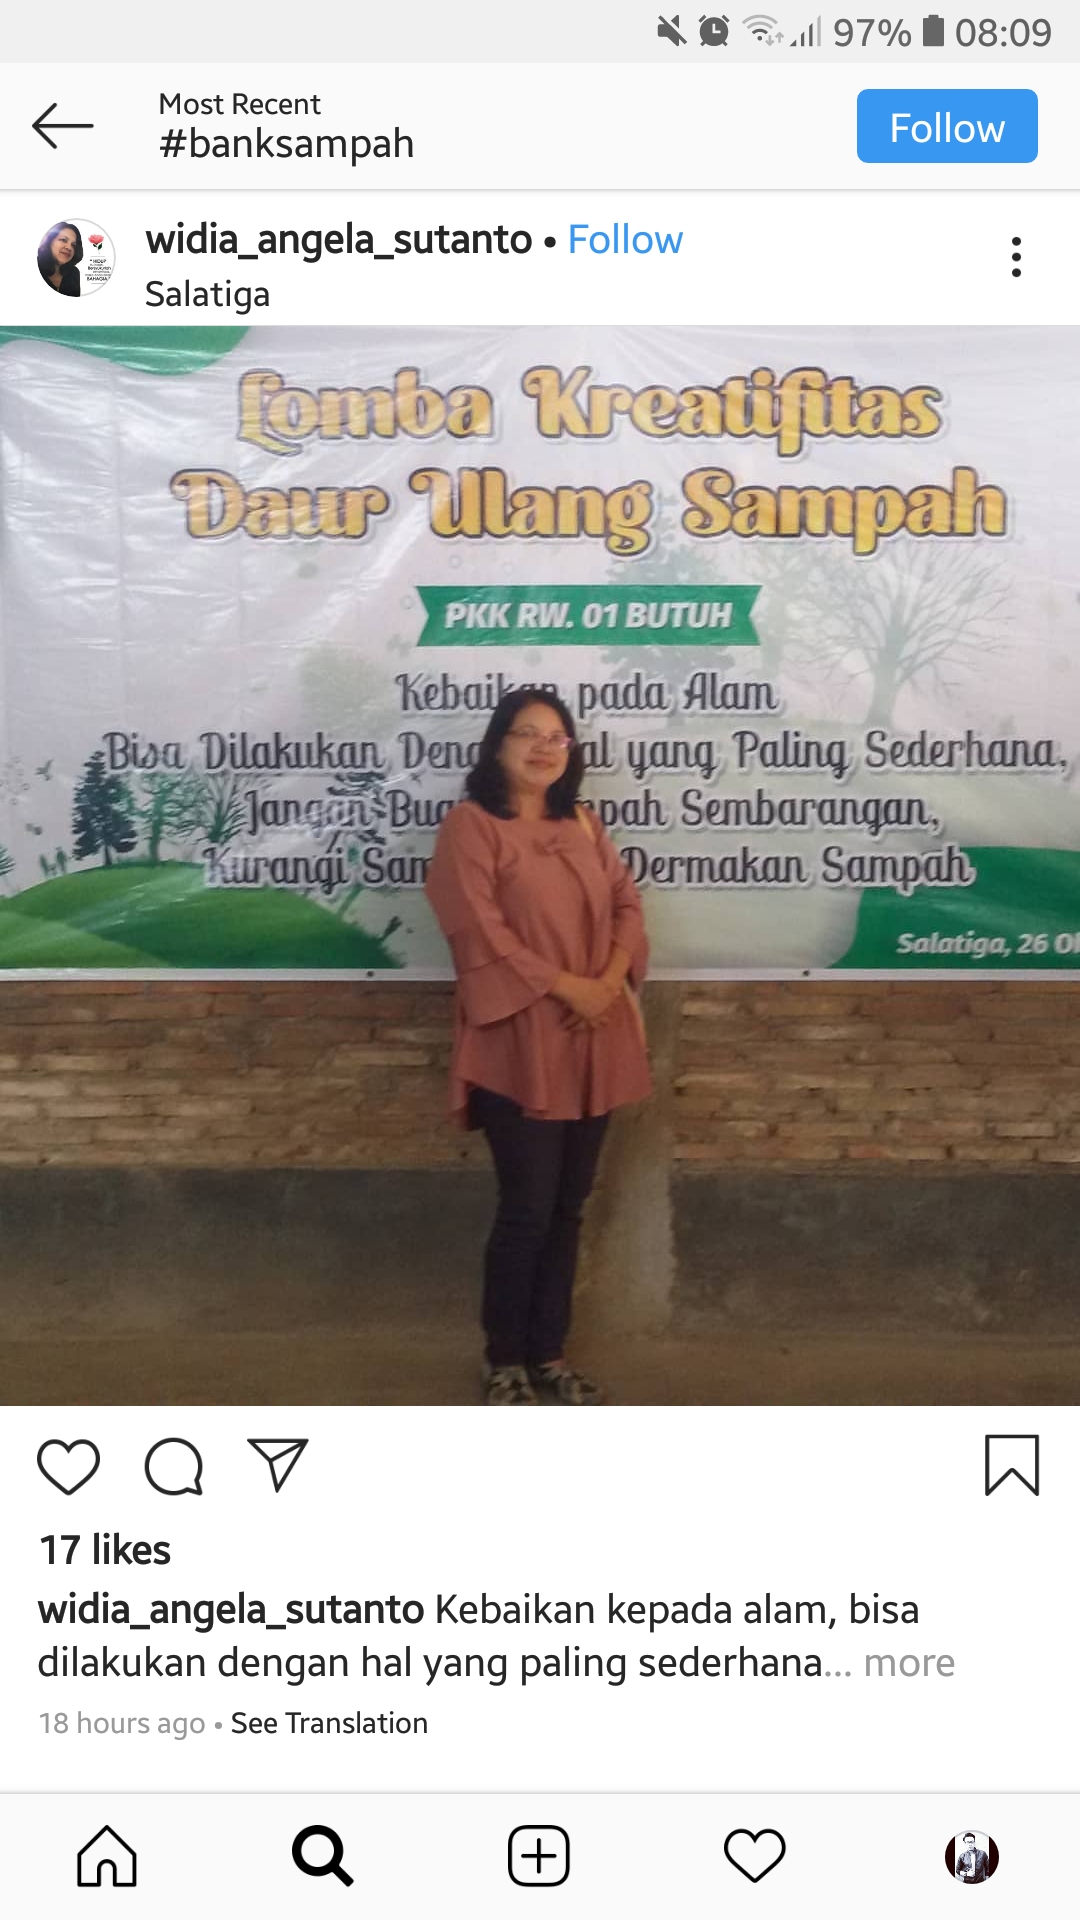 97% 08:09
Most Recent
#banksampah
Follow
widia_angela_sutanto • Follow
Salatiga
Lomba Kreatifitas
Daur Ulang Sampah
PKK RW. 01 BUTUH
pada Alam
Bisa Dilakukan yang Paling Sederhana,
Jangan Sembarangan,
Kurangi Dermakan Sampah
Salatiga, 26
17 likes
widia_angela_sutanto Kebaikan kepada alam, bisa
dilakukan dengan hal yang paling sederhana... more
18 hours ago • See Translation